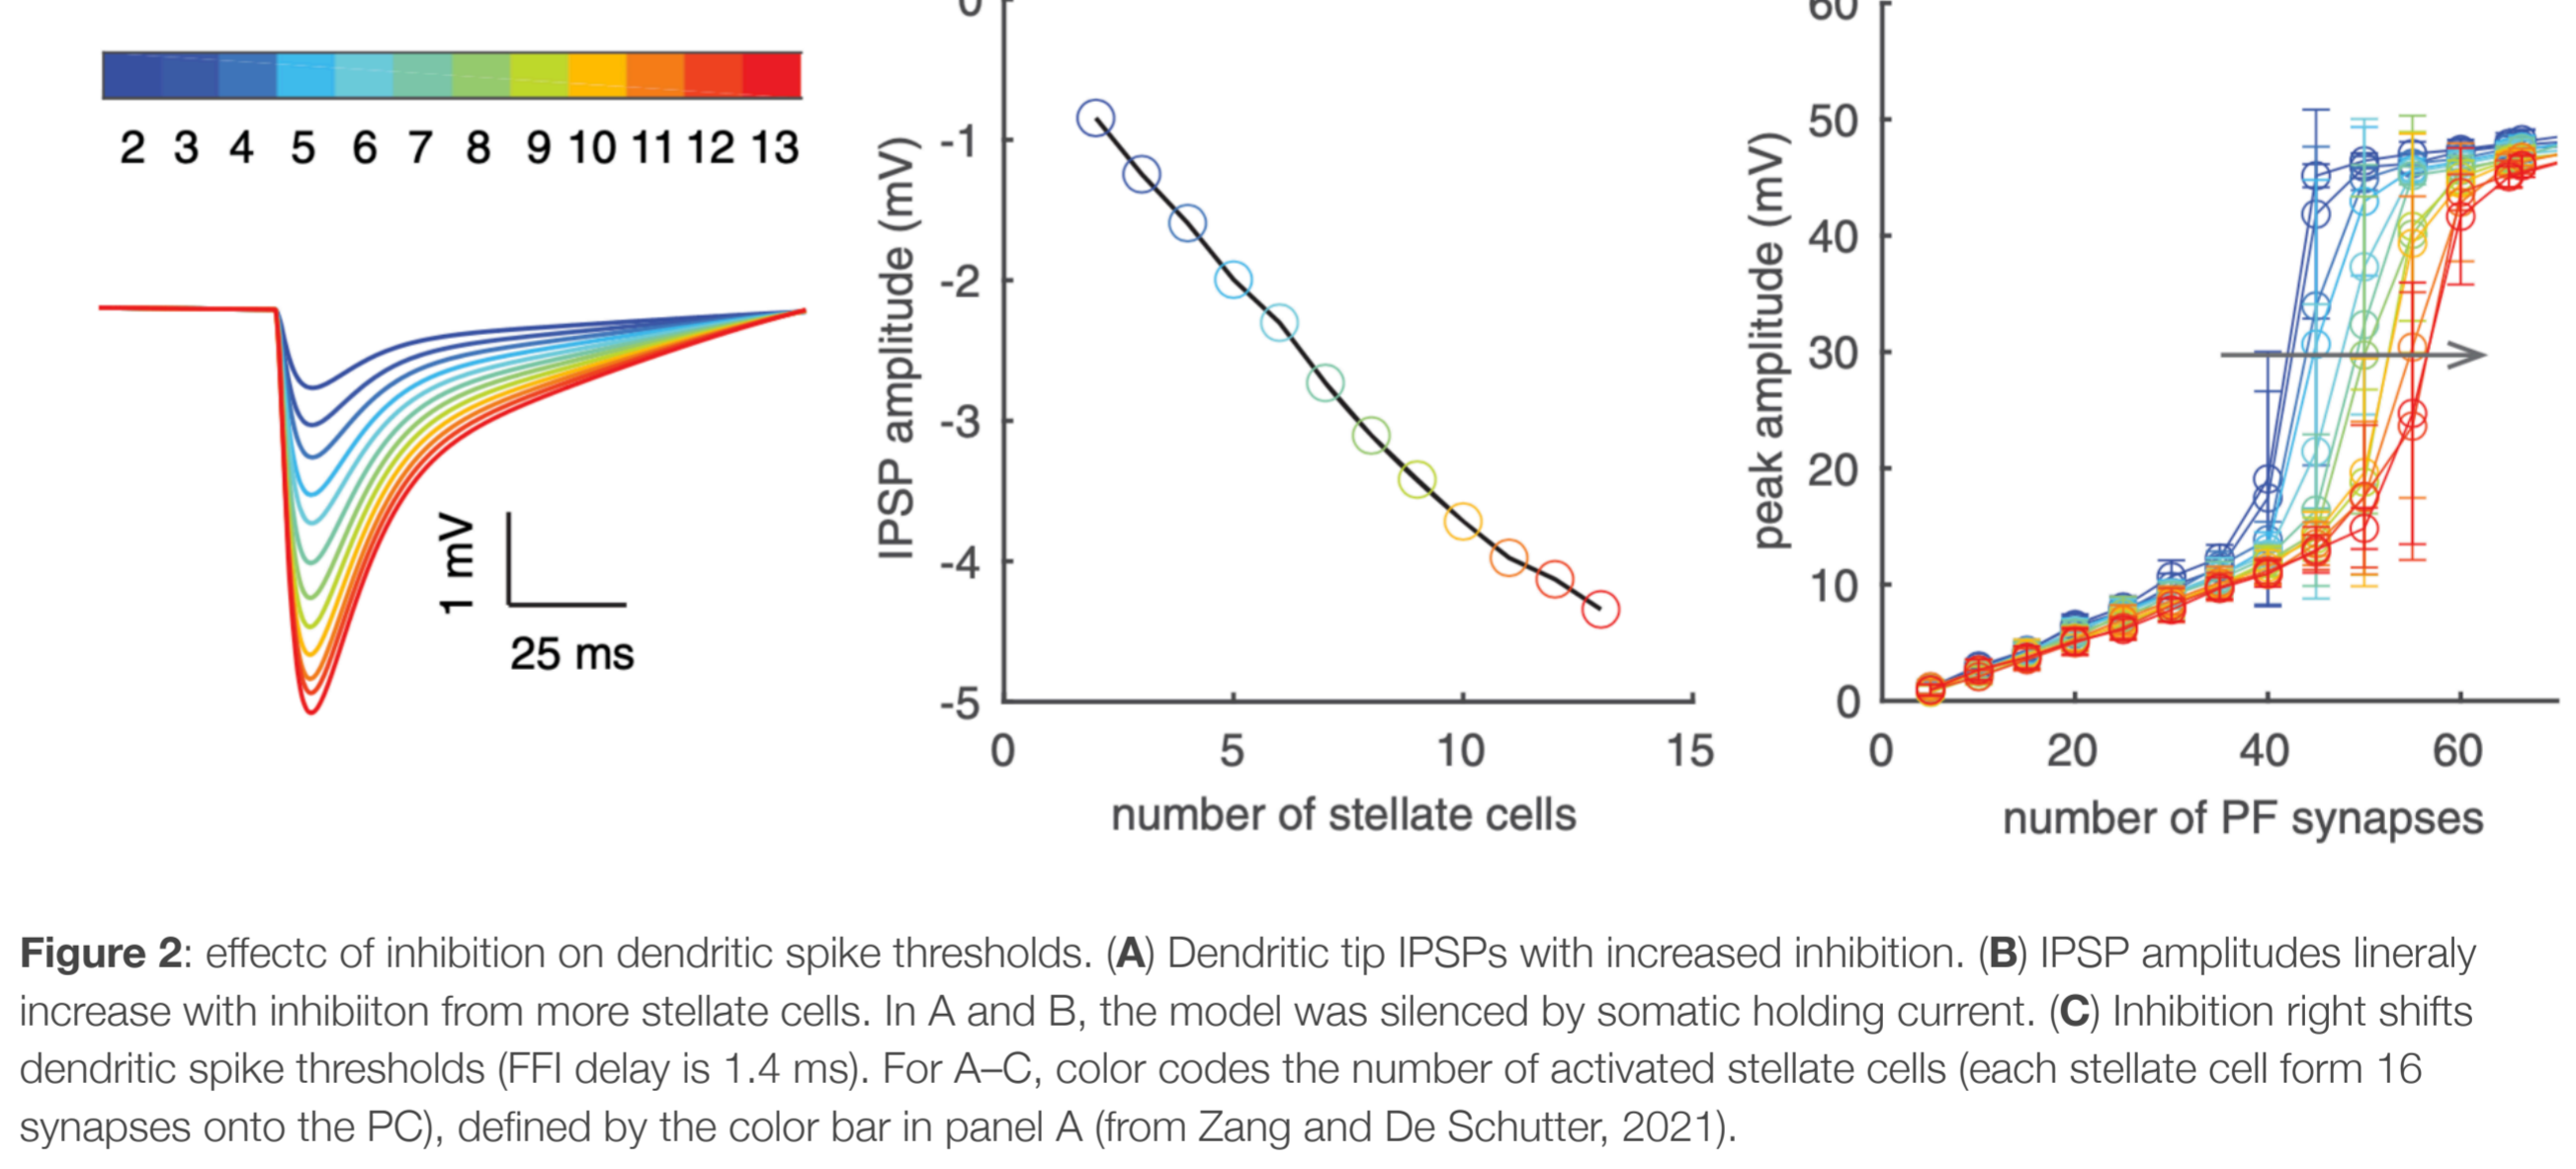 2 3 4 5 6 7 8 9 10 11 12 13
1 mV
25 ms
0
-1
-2
-3
-4
-5
IPSP amplitude (mV)
0 5 10 15
number of stellate cells
60
50
40
30
20
10
0
peak amplitude (mV)
0 20 40 60
number of PF synapses
Figure 2: effectc of inhibition on dendritic spike thresholds. (A) Dendritic tip IPSPs with increased inhibition. (B) IPSP amplitudes lineraly
increase with inhibiiton from more stellate cells. In A and B, the model was silenced by somatic holding current. (C) Inhibition right shifts
dendritic spike thresholds (FFI delay is 1.4 ms). For A–C, color codes the number of activated stellate cells (each stellate cell form 16
synapses onto the PC), defined by the color bar in panel A (from Zang and De Schutter, 2021).